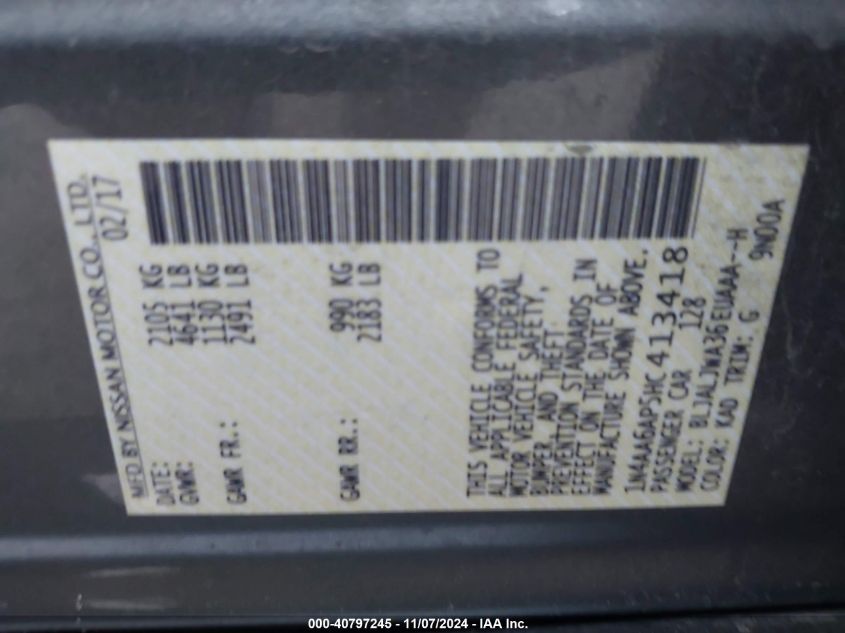 MFD BY NISSAN MOTOR CO., LTD.
DATE: 02/17
GVWR: 2105 KG
4641 LB
GAWR FR.: 1130 KG
2491 LB
GAWR RR.: 990 KG
2183 LB
THIS VEHICLE CONFORMS TO
ALL APPLICABLE FEDERAL
MOTOR VEHICLE SAFETY,
BUMPER, AND THEFT
PREVENTION STANDARDS IN
EFFECT ON THE DATE OF
MANUFACTURE SHOWN ABOVE.
1N4AA6AP5HC413418
PASSENGER CAR 128
MODEL: BLJALJWA36EUAAA--H
COLOR: KAD TRIM: G 9N00A
000-40797245 - 11/07/2024 - IAA Inc.